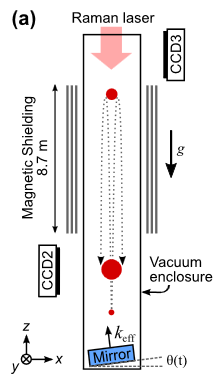 (a)
Raman laser
CCD3
Magnetic Shielding
8.7 m
g
CCD2
Vacuum
enclosure
z
k_eff
Mirror
θ(t)
y
x